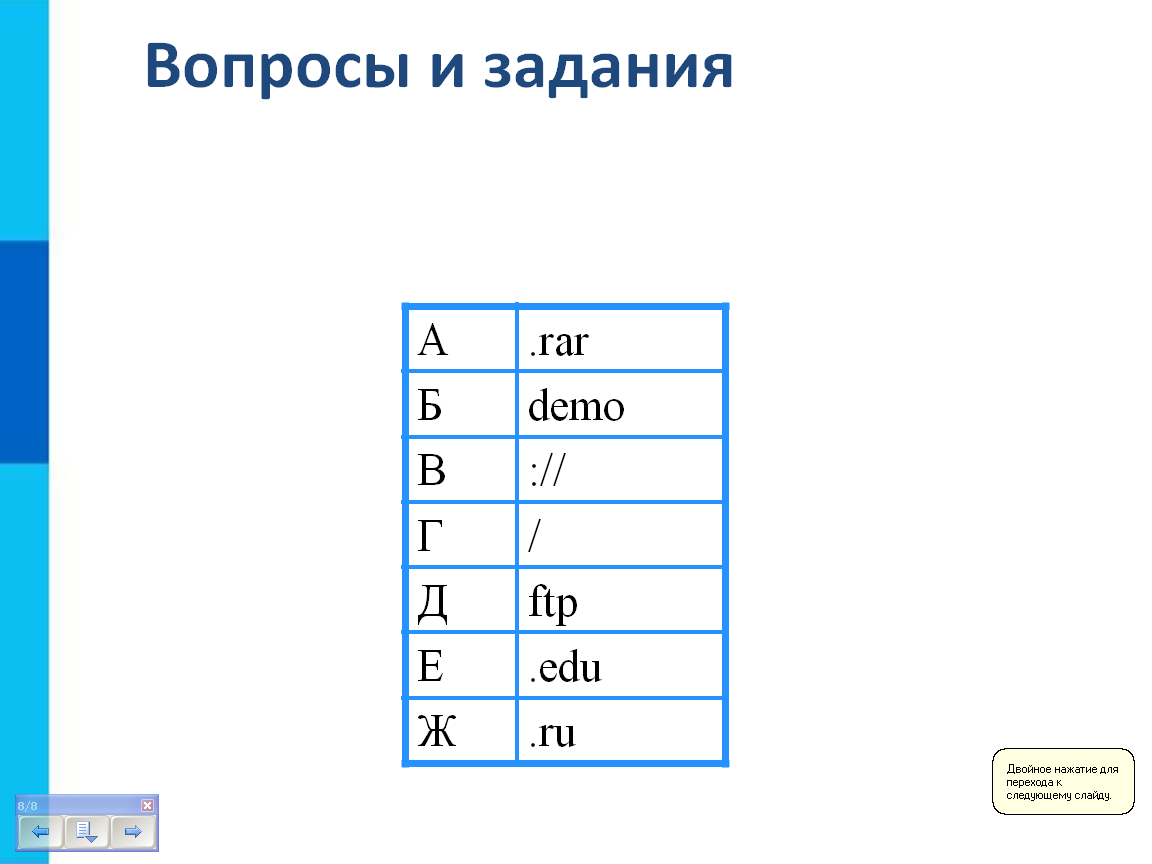 Вопросы и задания
А .rar
Б demo
В ://
Г /
Д ftp
Е .edu
Ж .ru
Двойное нажатие для
перехода к
следующему слайду.
8/8